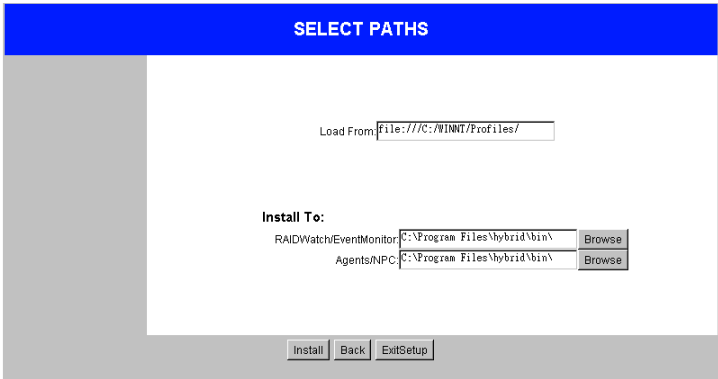 SELECT PATHS
Load From: file:///C:/WINNT/Profiles/
Install To:
RAIDWatch/EventMonitor: C:\Program Files\hybrid\bin\ Browse
Agents/NPC: C:\Program Files\hybrid\bin\ Browse
Install Back ExitSetup